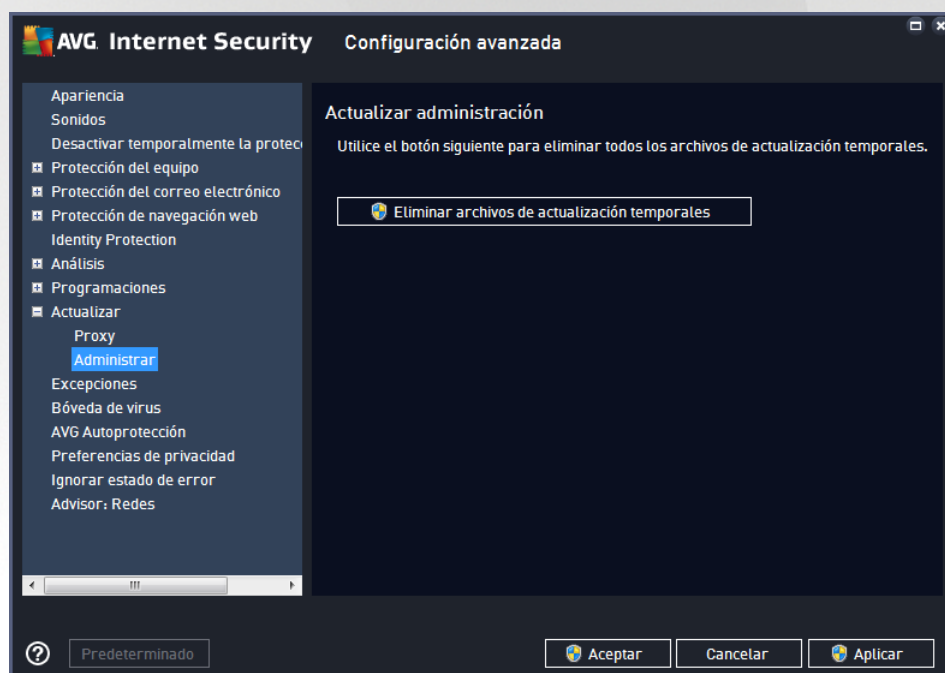 AVG Internet Security Configuración avanzada
Apariencia
Sonidos
Desactivar temporalmente la protec
Protección del equipo
Protección del correo electrónico
Protección de navegación web
Identity Protection
Análisis
Programaciones
Actualizar
Proxy
Administrar
Excepciones
Bóveda de virus
AVG Autoprotección
Preferencias de privacidad
Ignorar estado de error
Advisor: Redes
Actualizar administración
Utilice el botón siguiente para eliminar todos los archivos de actualización temporales.
Eliminar archivos de actualización temporales
Predeterminado
Aceptar
Cancelar
Aplicar